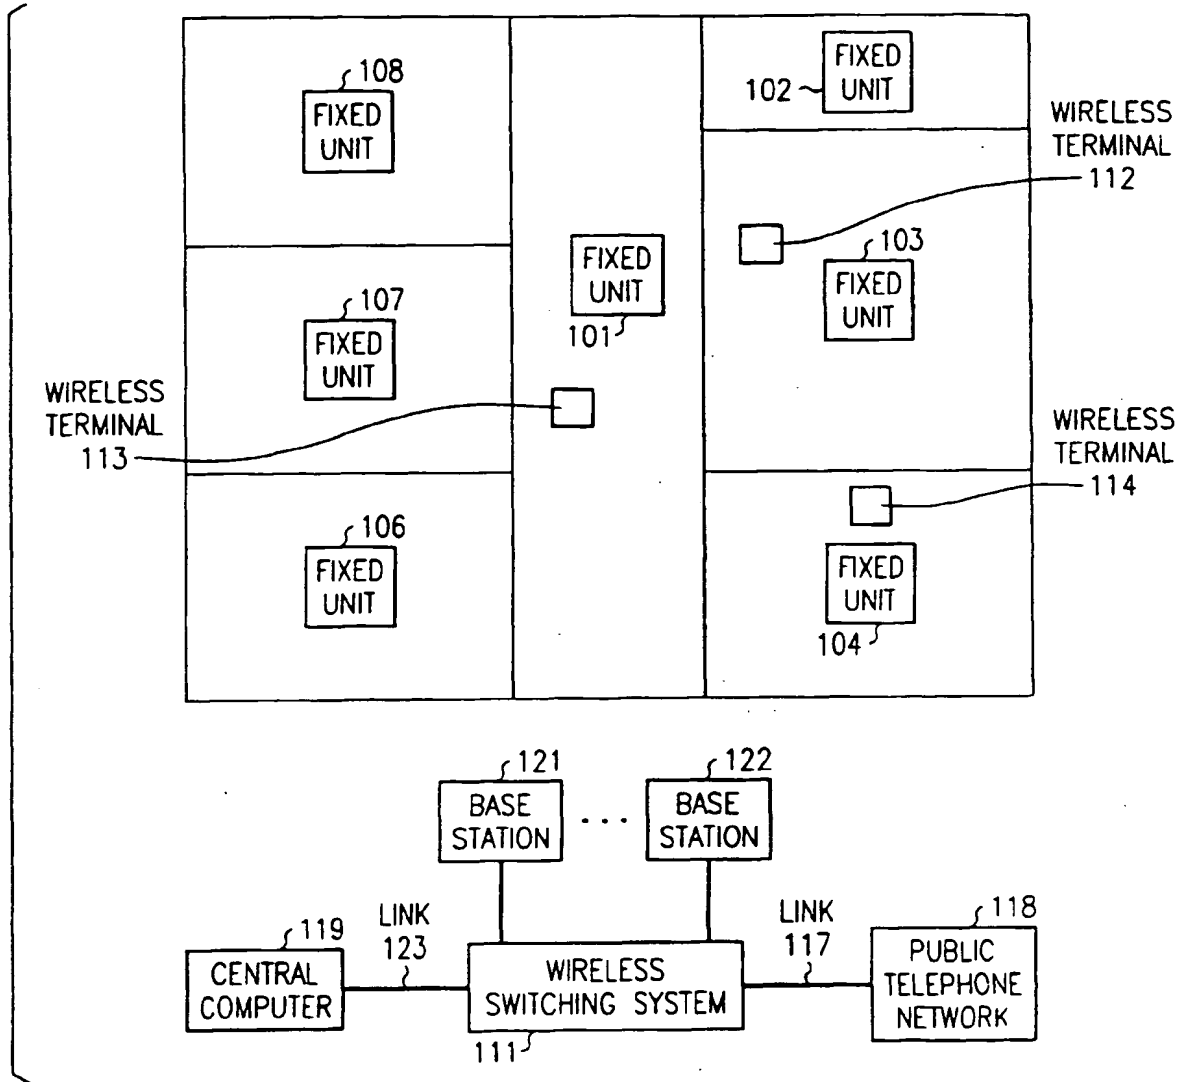 108
FIXED
UNIT
FIXED
UNIT
102
WIRELESS
TERMINAL
112
FIXED
UNIT
101
103
FIXED
UNIT
107
FIXED
UNIT
WIRELESS
TERMINAL
113
WIRELESS
TERMINAL
114
106
FIXED
UNIT
FIXED
UNIT
104
121
BASE
STATION
...
122
BASE
STATION
119
CENTRAL
COMPUTER
LINK
123
WIRELESS
SWITCHING SYSTEM
111
LINK
117
118
PUBLIC
TELEPHONE
NETWORK